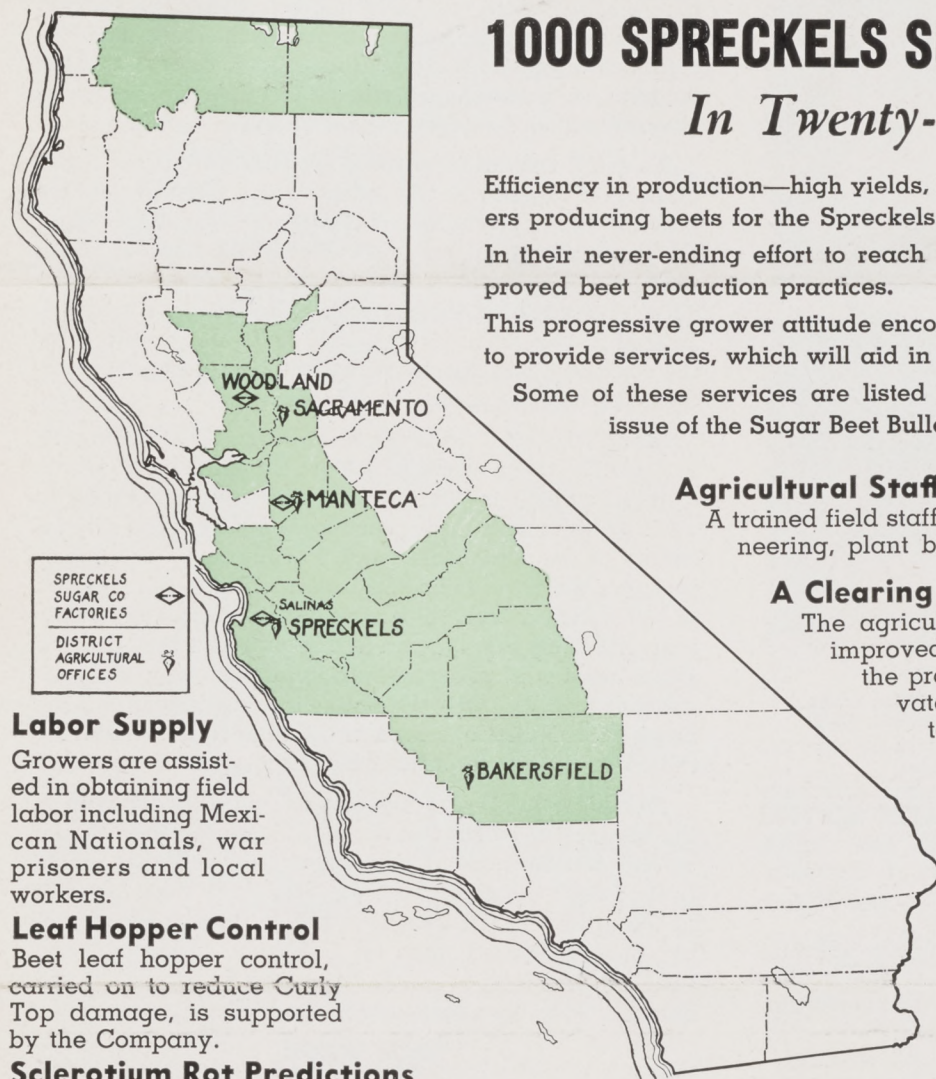 1000 SPRECKELS S
In Twenty-
Efficiency in production—high yields,
ers producing beets for the Spreckels
In their never-ending effort to reach
proved beet production practices.
This progressive grower attitude enco
to provide services, which will aid in
Some of these services are listed
issue of the Sugar Beet Bulle
Agricultural Staff
A trained field staff
neering, plant b
A Clearing
The agricu
improved
the pro
vate
t
WOODLAND
SACRAMENTO
MANTECA
SALINAS
SPRECKELS
BAKERSFIELD
SPRECKELS
SUGAR CO
FACTORIES
DISTRICT
AGRICULTURAL
OFFICES
Labor Supply
Growers are assist-
ed in obtaining field
labor including Mexi-
can Nationals, war
prisoners and local
workers.
Leaf Hopper Control
Beet leaf hopper control,
carried on to reduce Curly
Top damage, is supported
by the Company.
Sclerotium Rot Predictions